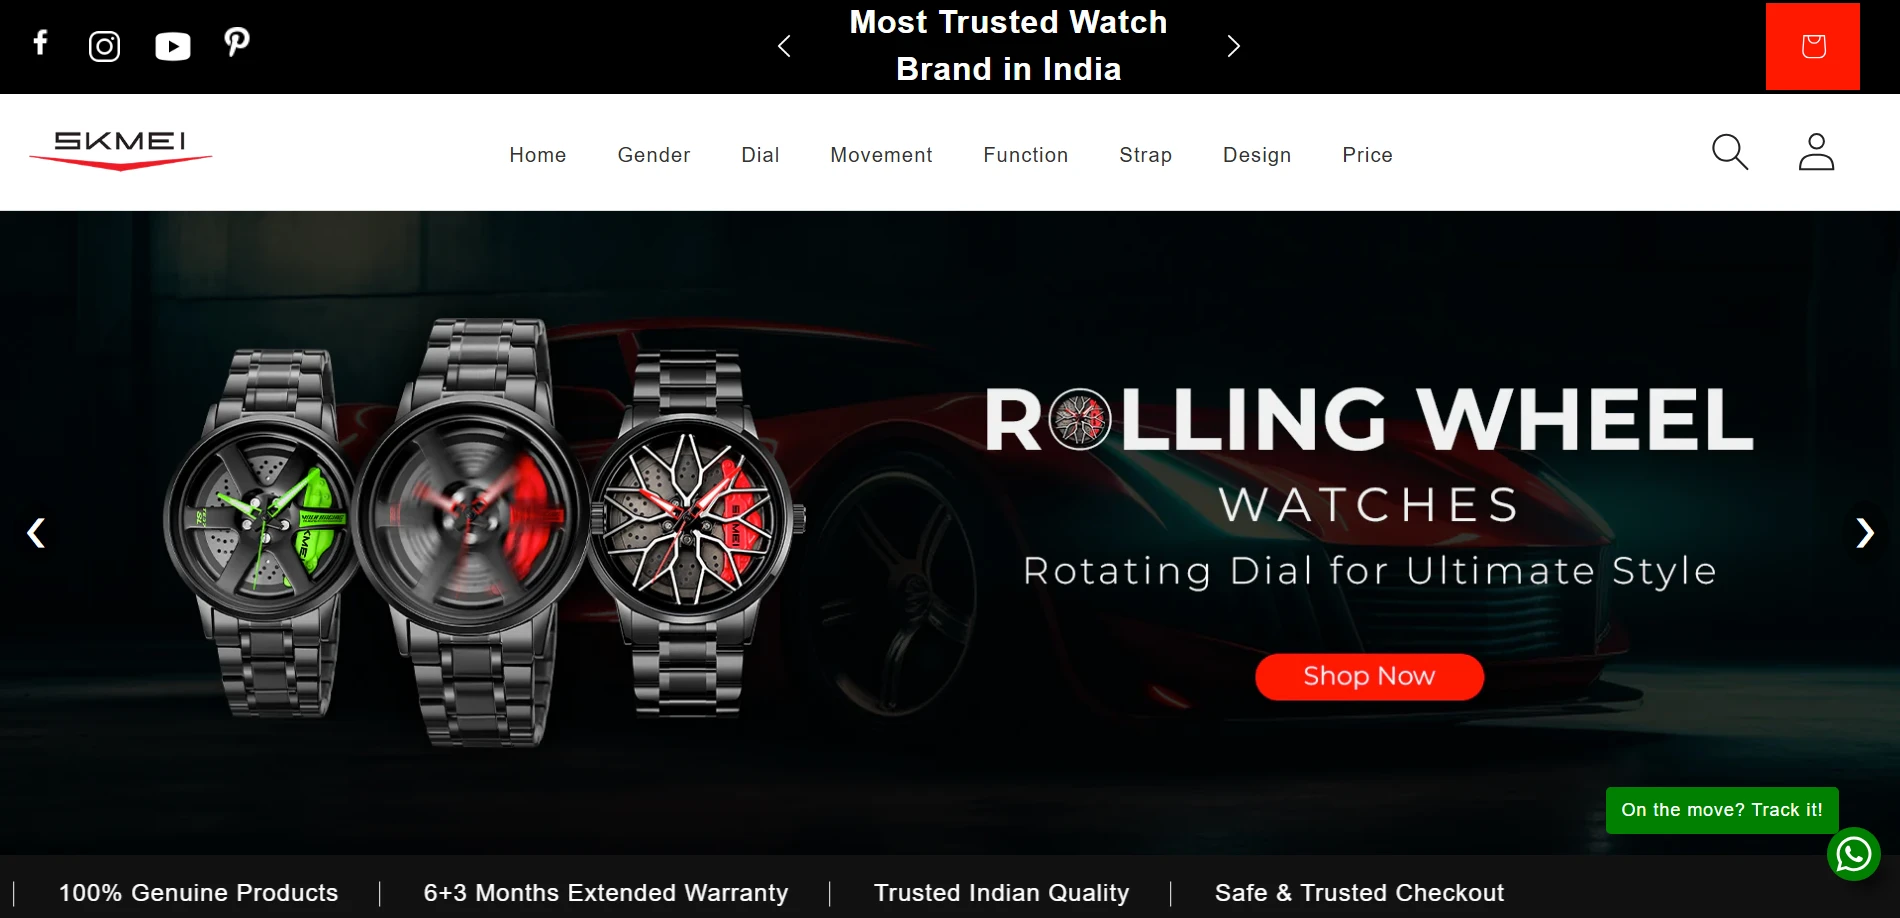 Most Trusted Watch
Brand in India
SKMEI
Home Gender Dial Movement Function Strap Design Price
ROLLING WHEEL
WATCHES
Rotating Dial for Ultimate Style
SKMEI
Shop Now
On the move? Track it!
100% Genuine Products
6+3 Months Extended Warranty
Trusted Indian Quality
Safe & Trusted Checkout